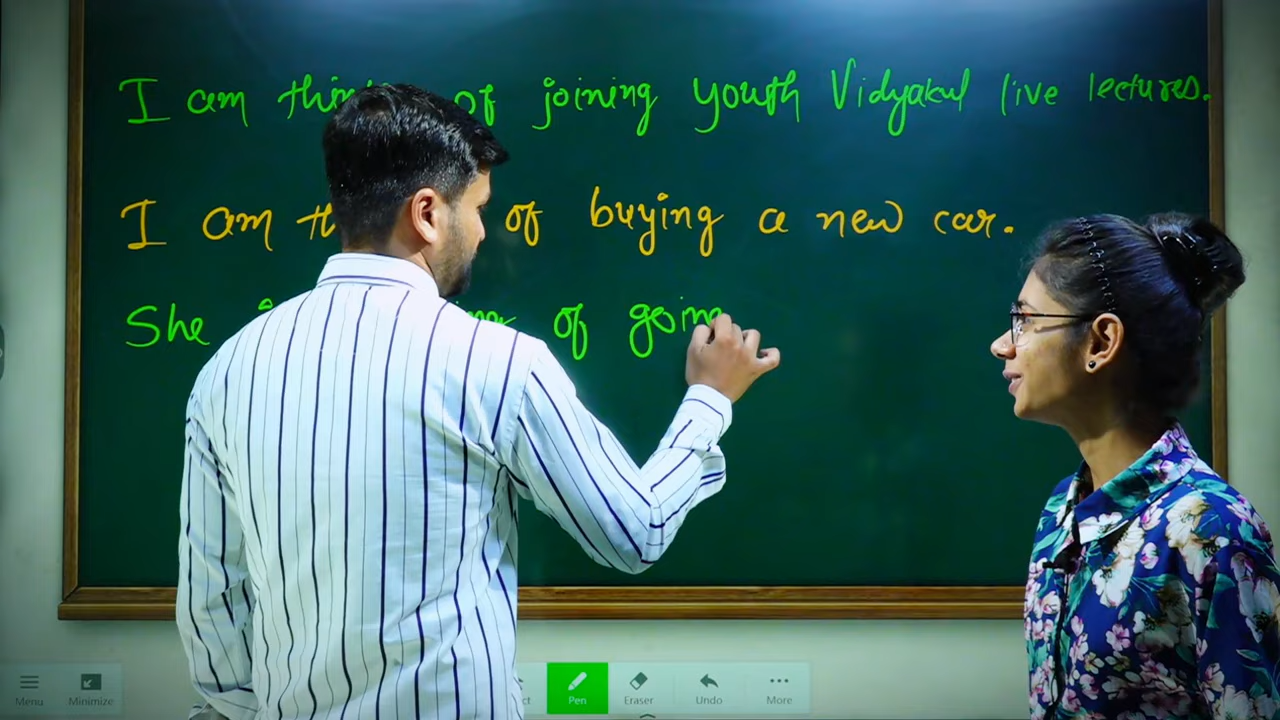 I am of joining youth Vidyakul live lectures.
I am of buying a new car.
She of going
Menu Minimize Pen Eraser Undo More